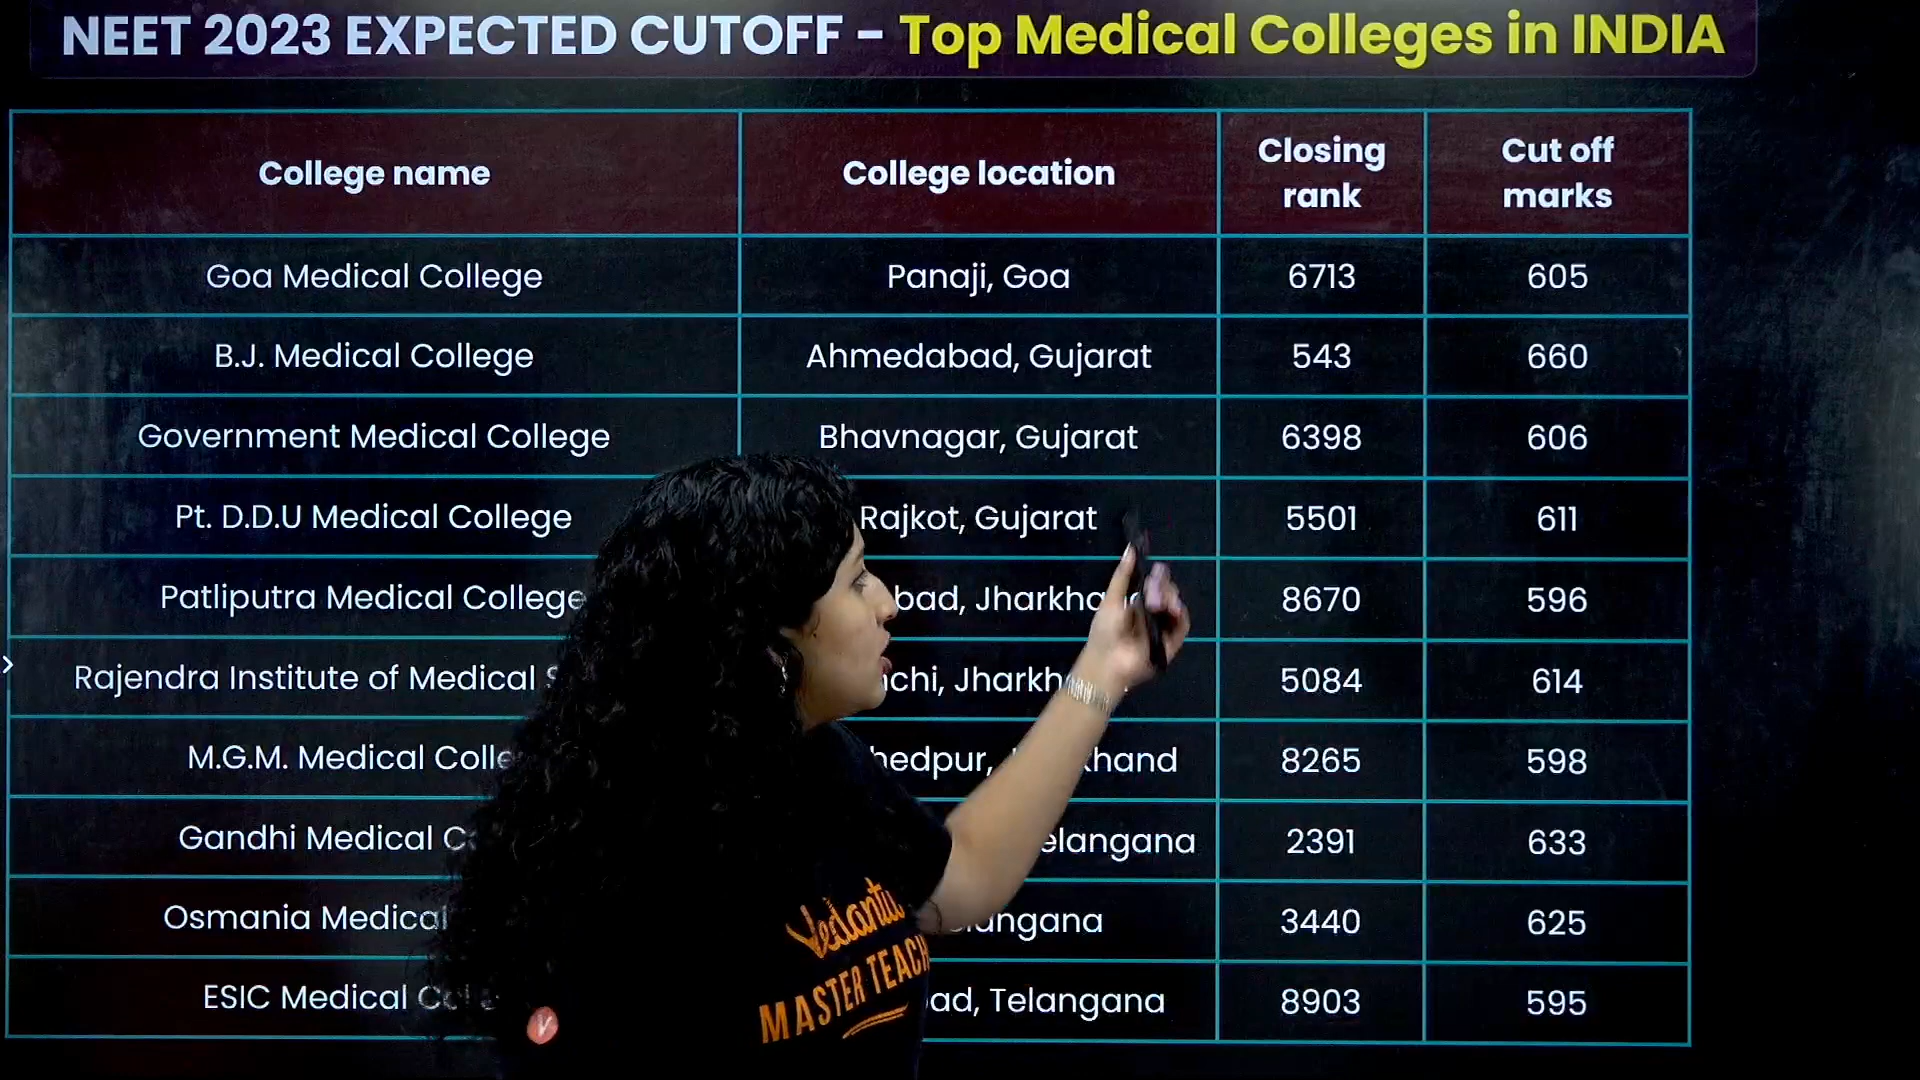 NEET 2023 EXPECTED CUTOFF - Top Medical Colleges in INDIA
College name College location Closing rank Cut off marks
Goa Medical College Panaji, Goa 6713 605
B.J. Medical College Ahmedabad, Gujarat 543 660
Government Medical College Bhavnagar, Gujarat 6398 606
Pt. D.D.U Medical College Rajkot, Gujarat 5501 611
Patliputra Medical College 8670 596
Rajendra Institute of Medical 5084 614
M.G.M. Medical 8265 598
Gandhi Medical 2391 633
Osmania Medical 3440 625
ESIC Medical Telangana 8903 595
Vedantu
MASTER
V